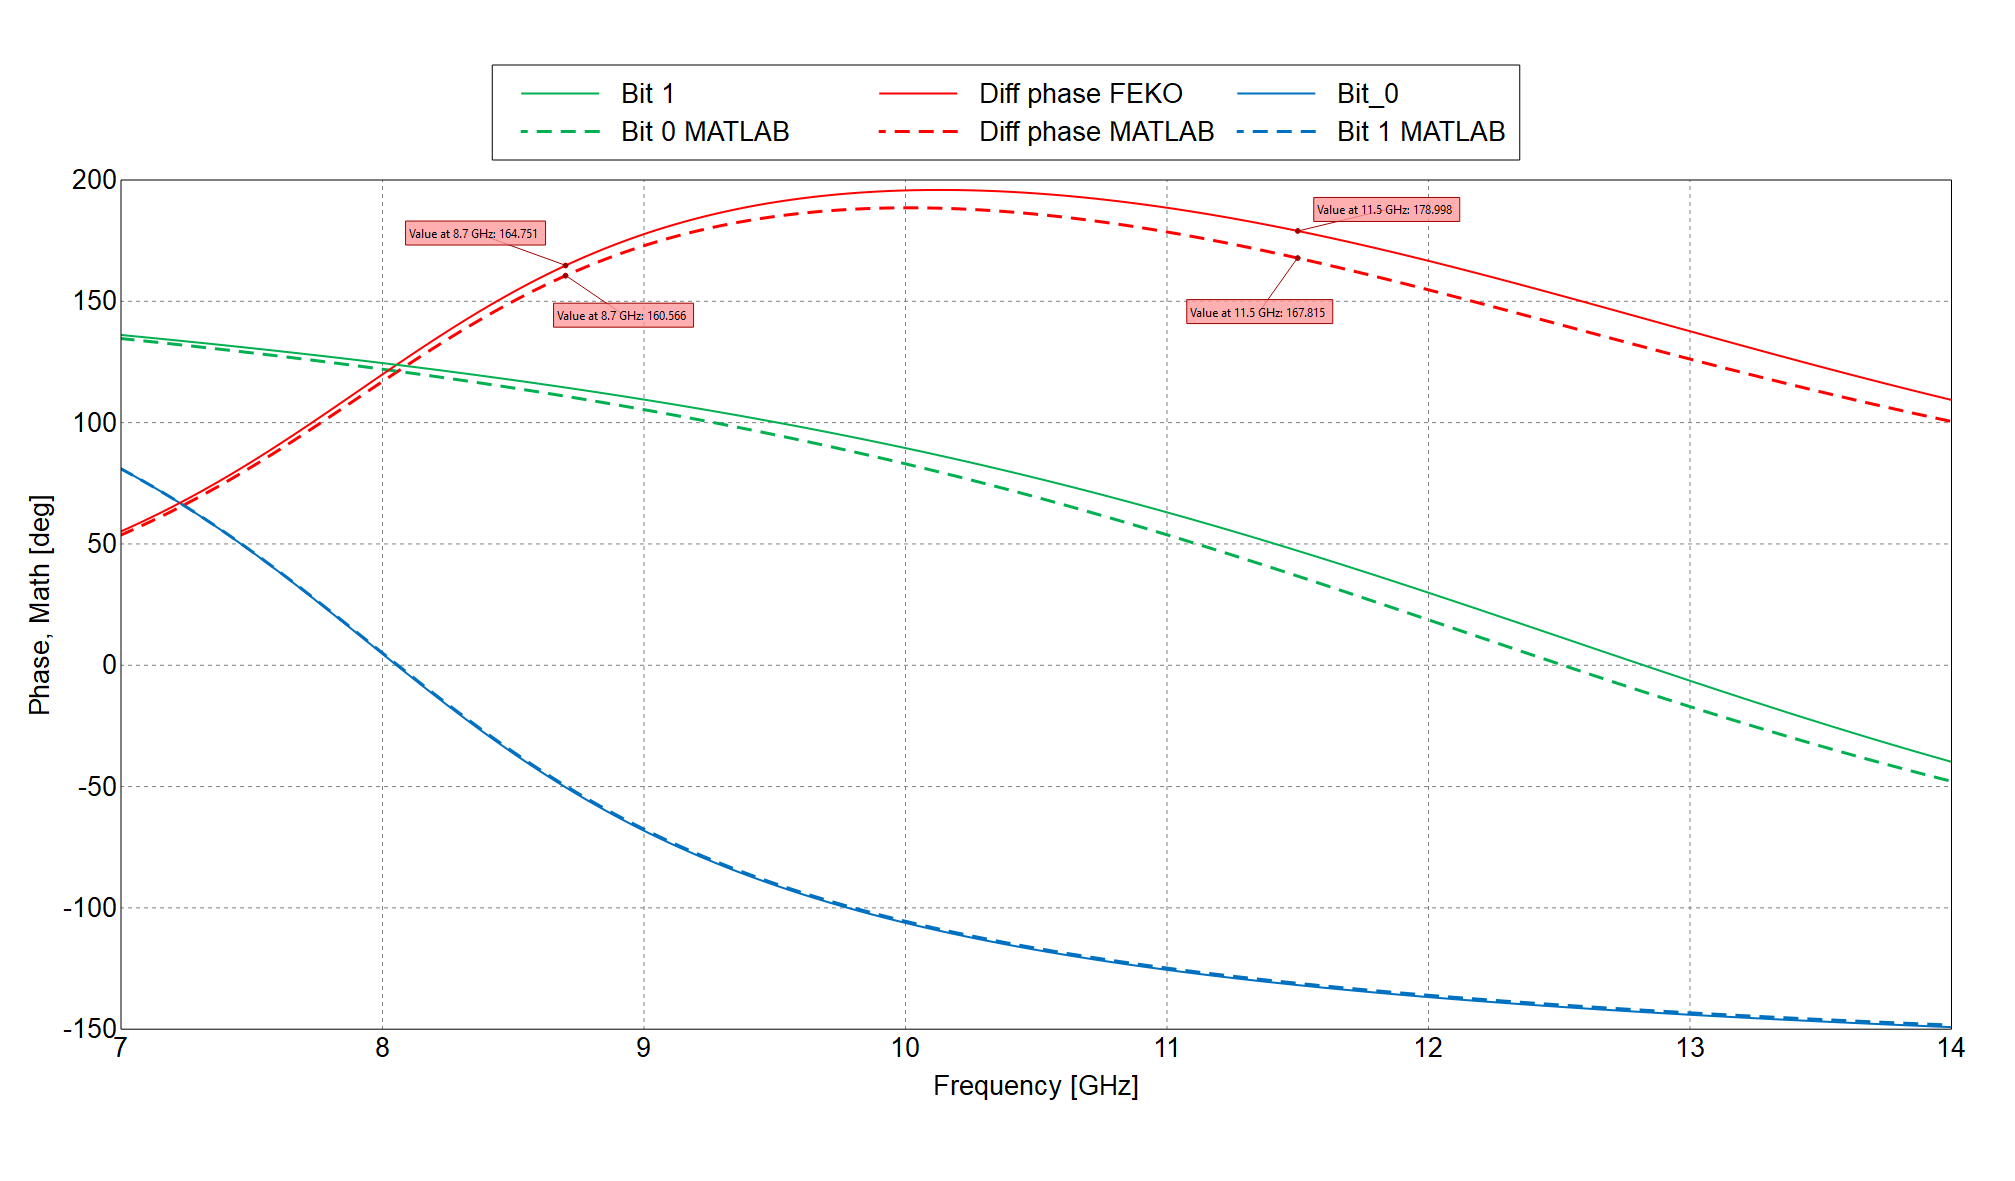 Bit 1
Diff phase FEKO
Bit_0
Bit 0 MATLAB
Diff phase MATLAB
Bit 1 MATLAB
200
150
100
50
0
-50
-100
-150
Phase, Math [deg]
Value at 8.7 GHz: 164.751
Value at 11.5 GHz: 178.998
Value at 8.7 GHz: 160.566
Value at 11.5 GHz: 167.815
7 8 9 10 11 12 13 14
Frequency [GHz]